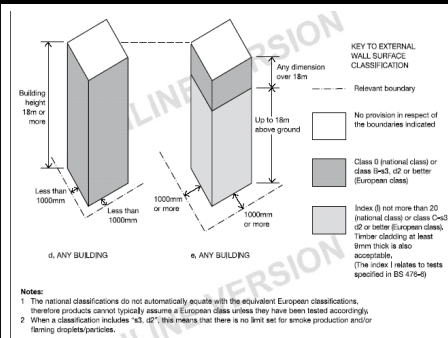 ONLINE VERSION
KEY TO EXTERNAL
WALL SURFACE
CLASSIFICATION
Relevant boundary
No provision in respect of
the boundaries indicated
Class 0 (national class) or
class B-s3, d2 or better
(European class)
Index (I) not more than 20
(national class) or class C-s3,
d2 or better (European class).
Timber cladding at least
9mm thick is also
acceptable.
(The index I relates to tests
specified in BS 476-6)
Building
height
18m or
more
Less than
1000mm
Less than
1000mm
d, ANY BUILDING
Any dimension
over 18m
Up to 18m
above ground
1000mm
or more
1000mm
or more
e, ANY BUILDING
ONLINE VERSION
Notes:
1 The national classifications do not automatically equate with the equivalent European classifications,
therefore products cannot typically assume a European class unless they have been tested accordingly.
2 When a classification includes "s3, d2", this means that there is no limit set for smoke production and/or
flaming droplets/particles.